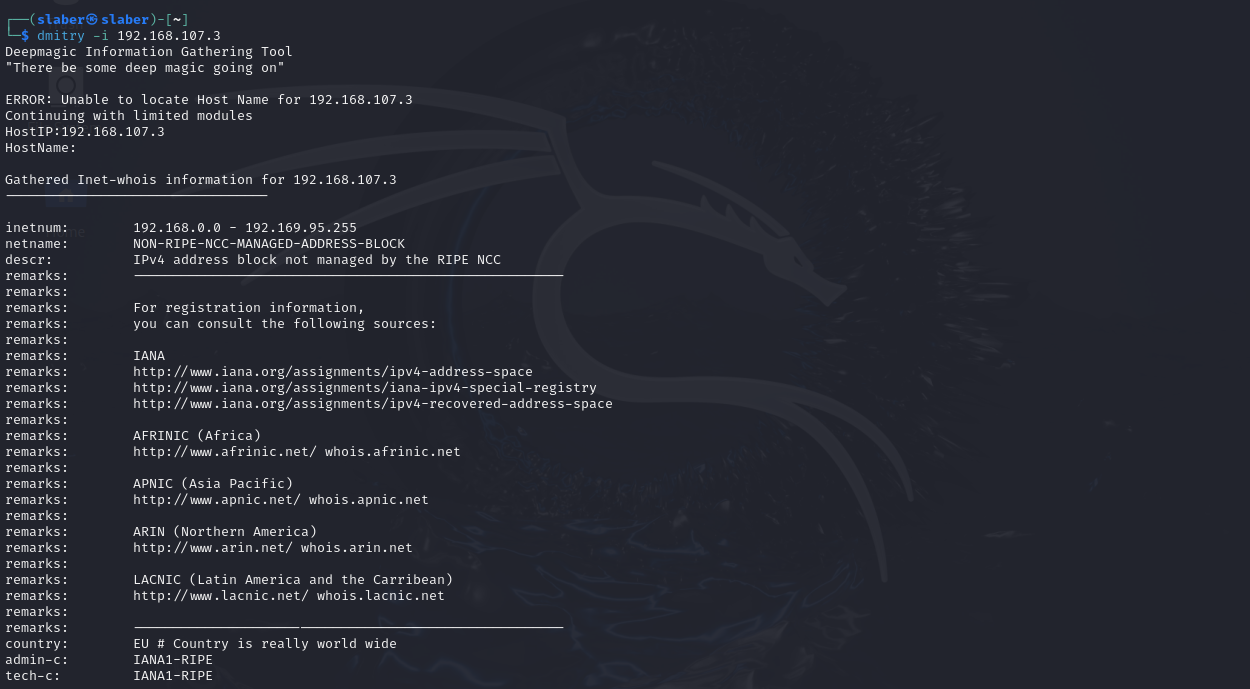 ┌──(slaber㉿slaber)-[~]
└─$ dmitry -i 192.168.107.3
Deepmagic Information Gathering Tool
"There be some deep magic going on"

ERROR: Unable to locate Host Name for 192.168.107.3
Continuing with limited modules
HostIP:192.168.107.3
HostName:

Gathered Inet-whois information for 192.168.107.3
---------------------------------

inetnum:        192.168.0.0 - 192.169.95.255
netname:        NON-RIPE-NCC-MANAGED-ADDRESS-BLOCK
descr:          IPv4 address block not managed by the RIPE NCC
remarks:        ------------------------------------------------------
remarks:
remarks:        For registration information,
remarks:        you can consult the following sources:
remarks:
remarks:        IANA
remarks:        http://www.iana.org/assignments/ipv4-address-space
remarks:        http://www.iana.org/assignments/iana-ipv4-special-registry
remarks:        http://www.iana.org/assignments/ipv4-recovered-address-space
remarks:
remarks:        AFRINIC (Africa)
remarks:        http://www.afrinic.net/ whois.afrinic.net
remarks:
remarks:        APNIC (Asia Pacific)
remarks:        http://www.apnic.net/ whois.apnic.net
remarks:
remarks:        ARIN (Northern America)
remarks:        http://www.arin.net/ whois.arin.net
remarks:
remarks:        LACNIC (Latin America and the Carribean)
remarks:        http://www.lacnic.net/ whois.lacnic.net
remarks:
remarks:        ------------------------------------------------------
country:        EU # Country is really world wide
admin-c:        IANA1-RIPE
tech-c:         IANA1-RIPE